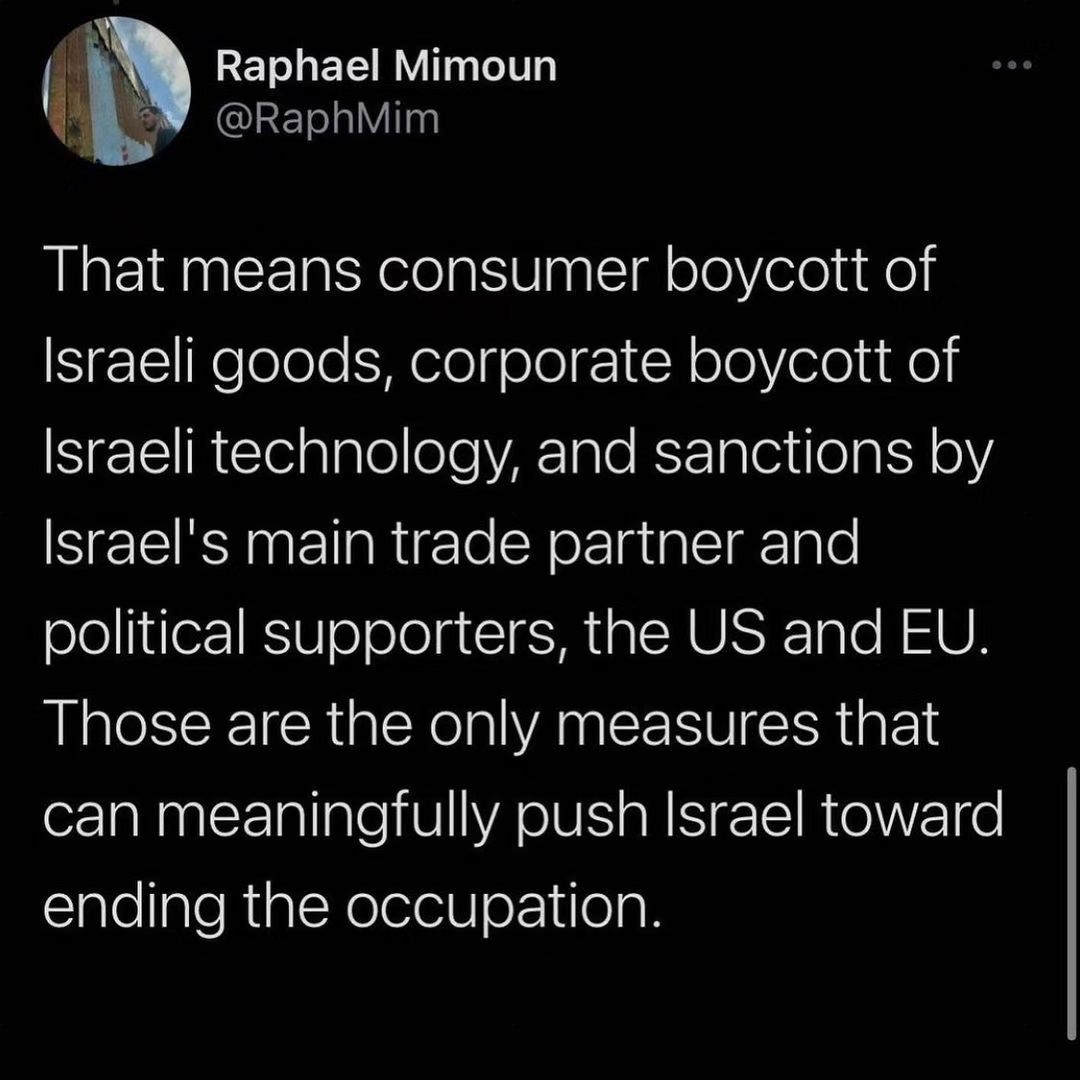 Raphael Mimoun
@RaphMim
That means consumer boycott of
Israeli goods, corporate boycott of
Israeli technology, and sanctions by
Israel's main trade partner and
political supporters, the US and EU.
Those are the only measures that
can meaningfully push Israel toward
ending the occupation.